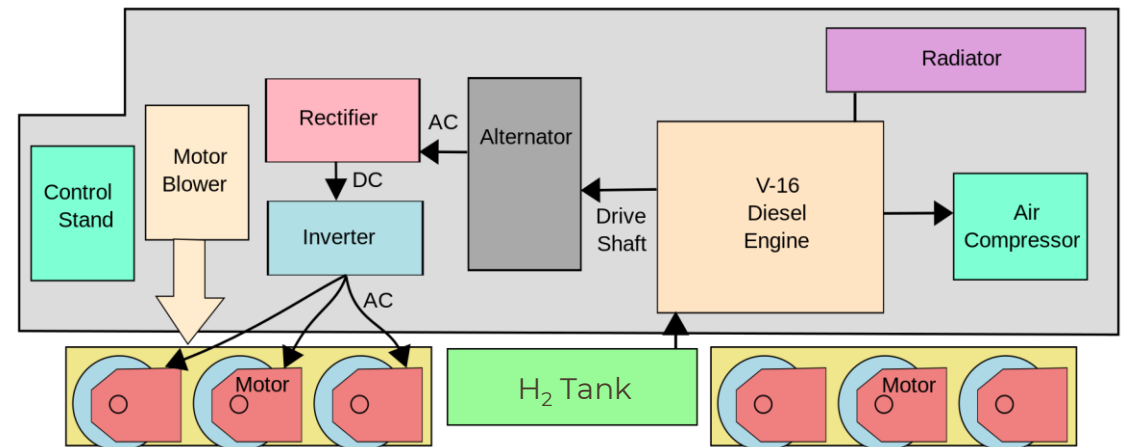 Radiator
Rectifier
AC
Alternator
Motor
Blower
Control
Stand
DC
V-16
Diesel
Engine
Drive
Shaft
Air
Compressor
Inverter
AC
Motor
H₂ Tank
Motor